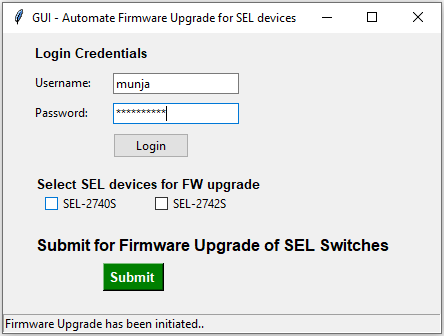 GUI - Automate Firmware Upgrade for SEL devices
Login Credentials
Username: munja
Password: **********
Login
Select SEL devices for FW upgrade
SEL-2740S SEL-2742S
Submit for Firmware Upgrade of SEL Switches
Submit
Firmware Upgrade has been initiated..